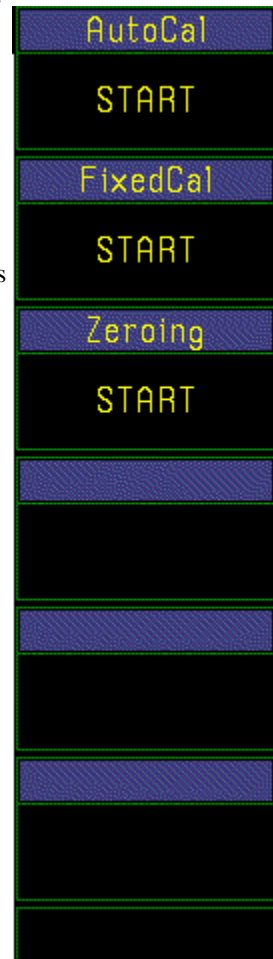 AutoCal
START
FixedCal
START
s
Zeroing
START